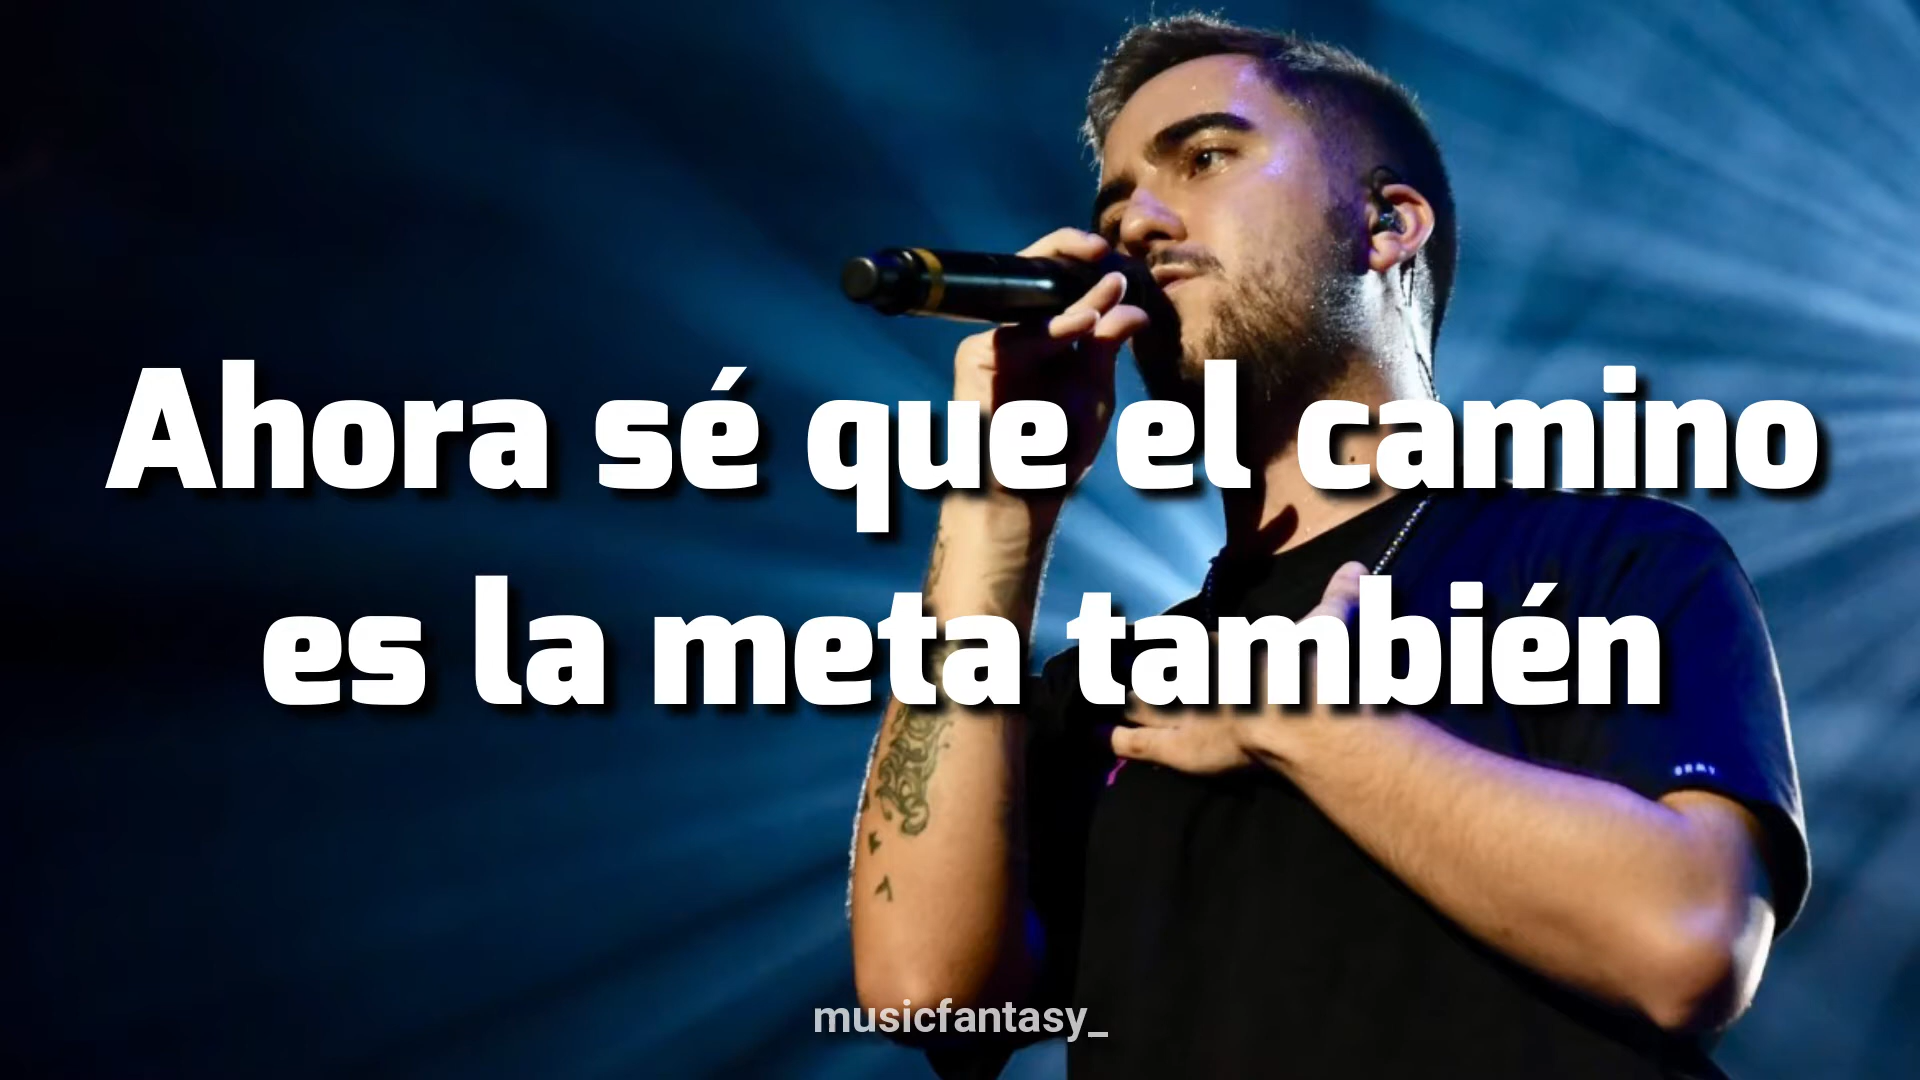 Ahora sé que el camino
es la meta también
musicfantasy_